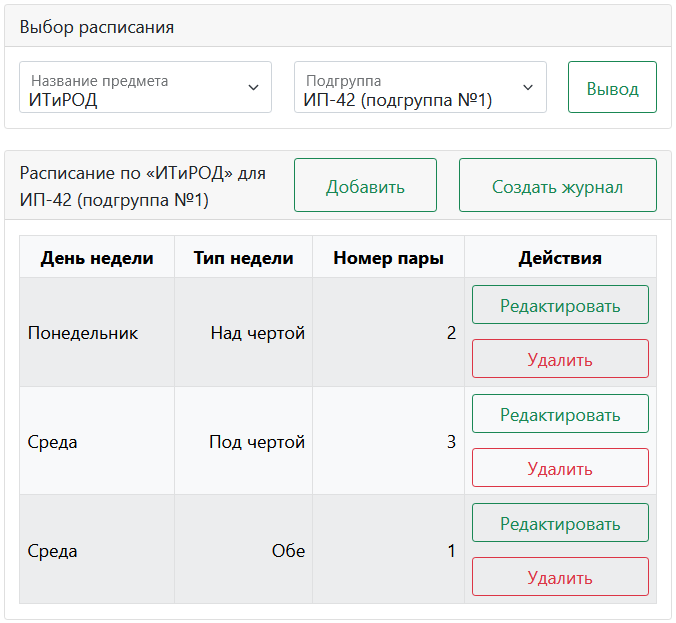 Выбор расписания
Название предмета
ИТиРОД
Подгруппа
ИП-42 (подгруппа №1)
Вывод
Расписание по «ИТиРОД» для
ИП-42 (подгруппа №1)
Добавить
Создать журнал
День недели Тип недели Номер пары Действия
Понедельник Над чертой 2
Редактировать
Удалить
Среда Под чертой 3
Редактировать
Удалить
Среда Обе 1
Редактировать
Удалить